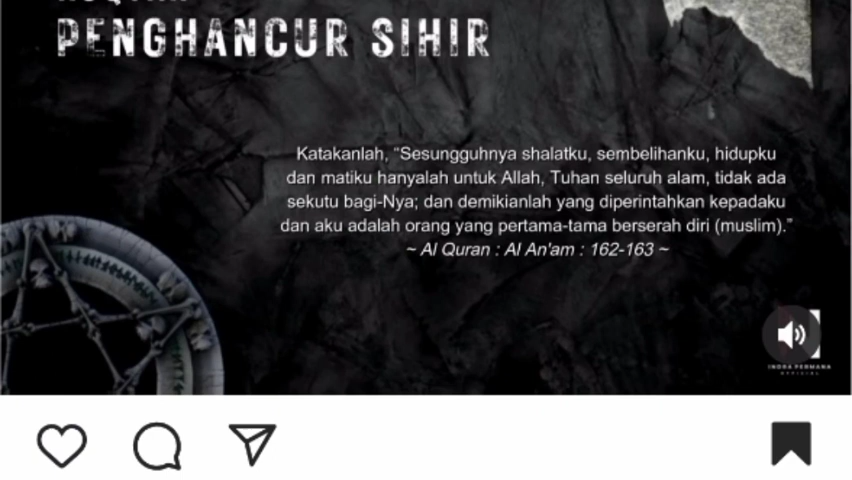 PENGHANCUR SIHIR
Katakanlah, “Sesungguhnya shalatku, sembelihanku, hidupku
dan matiku hanyalah untuk Allah, Tuhan seluruh alam, tidak ada
sekutu bagi-Nya; dan demikianlah yang diperintahkan kepadaku
dan aku adalah orang yang pertama-tama berserah diri (muslim).”
~ Al Quran : Al An'am : 162-163 ~
INDRA PERMANA
OFFICIAL